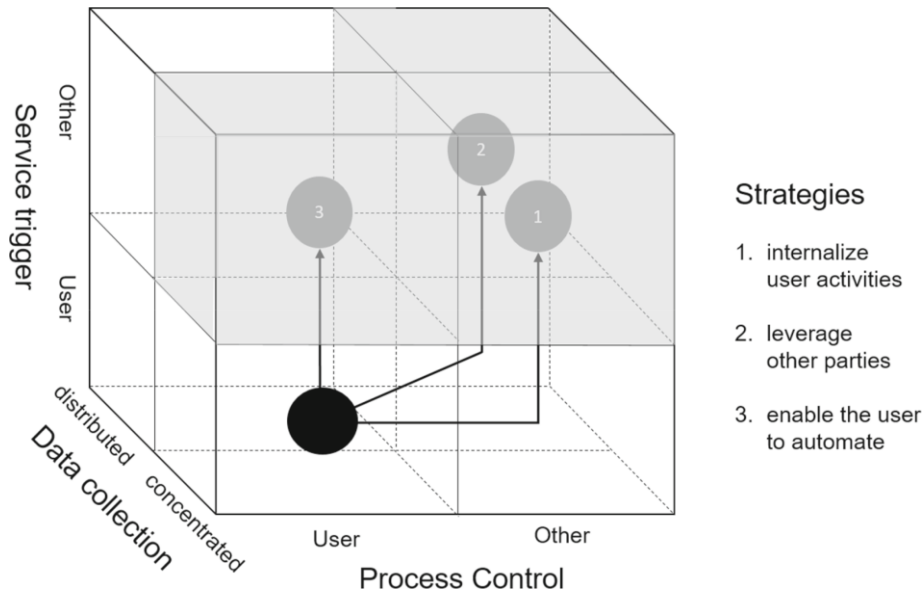 Service trigger
Other
User
Data collection
distributed
concentrated
Process Control
User
Other
2
3
1
Strategies
1. internalize
user activities
2. leverage
other parties
3. enable the user
to automate